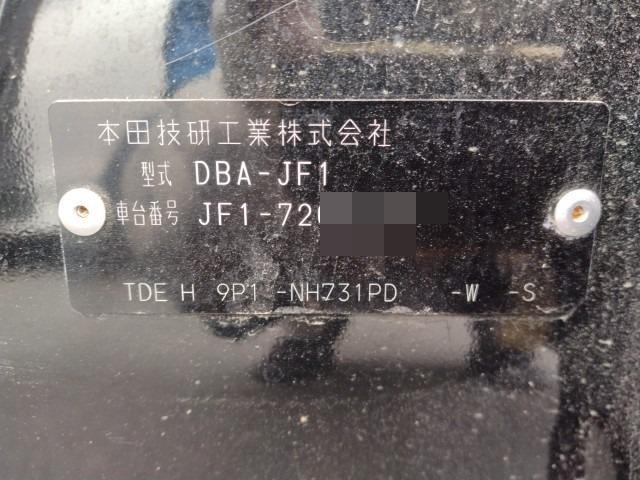 本田技研工業株式会社
型式 DBA-JF1
車台番号 JF1-72
TDE H 9P1 -NH731PD -W -S